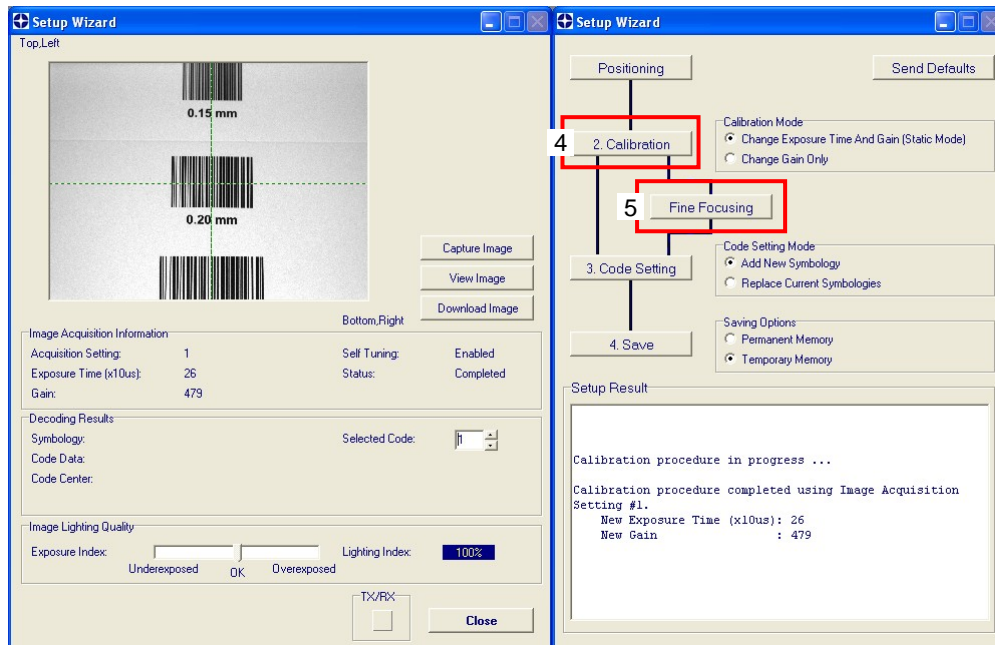 Setup Wizard
Top,Left
0.15 mm
0.20 mm
Capture Image
View Image
Download Image
Bottom,Right
Image Acquisition Information
Acquisition Setting: 1 Self Tuning: Enabled
Exposure Time (x10us): 26 Status: Completed
Gain: 479
Decoding Results
Symbology: Selected Code: 1
Code Data:
Code Center:
Image Lighting Quality
Exposure Index: Lighting Index: 100%
Underexposed OK Overexposed
TX/RX
Close
Setup Wizard
Positioning Send Defaults
4 2. Calibration
Calibration Mode
Change Exposure Time And Gain (Static Mode)
Change Gain Only
5 Fine Focusing
3. Code Setting
Code Setting Mode
Add New Symbology
Replace Current Symbologies
4. Save
Saving Options
Permanent Memory
Temporary Memory
Setup Result
Calibration procedure in progress ...
Calibration procedure completed using Image Acquisition
Setting #1.
New Exposure Time (x10us): 26
New Gain : 479